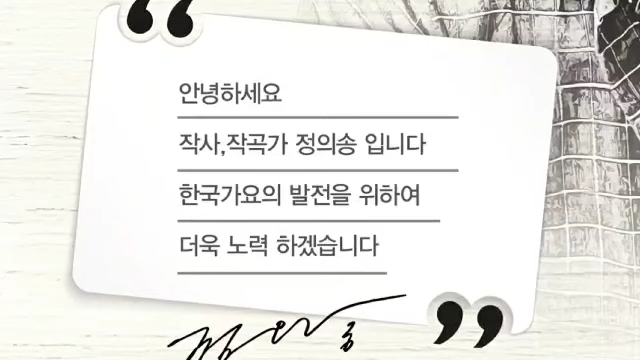 안녕하세요
작사,작곡가 정의송 입니다
한국가요의 발전을 위하여
더욱 노력 하겠습니다